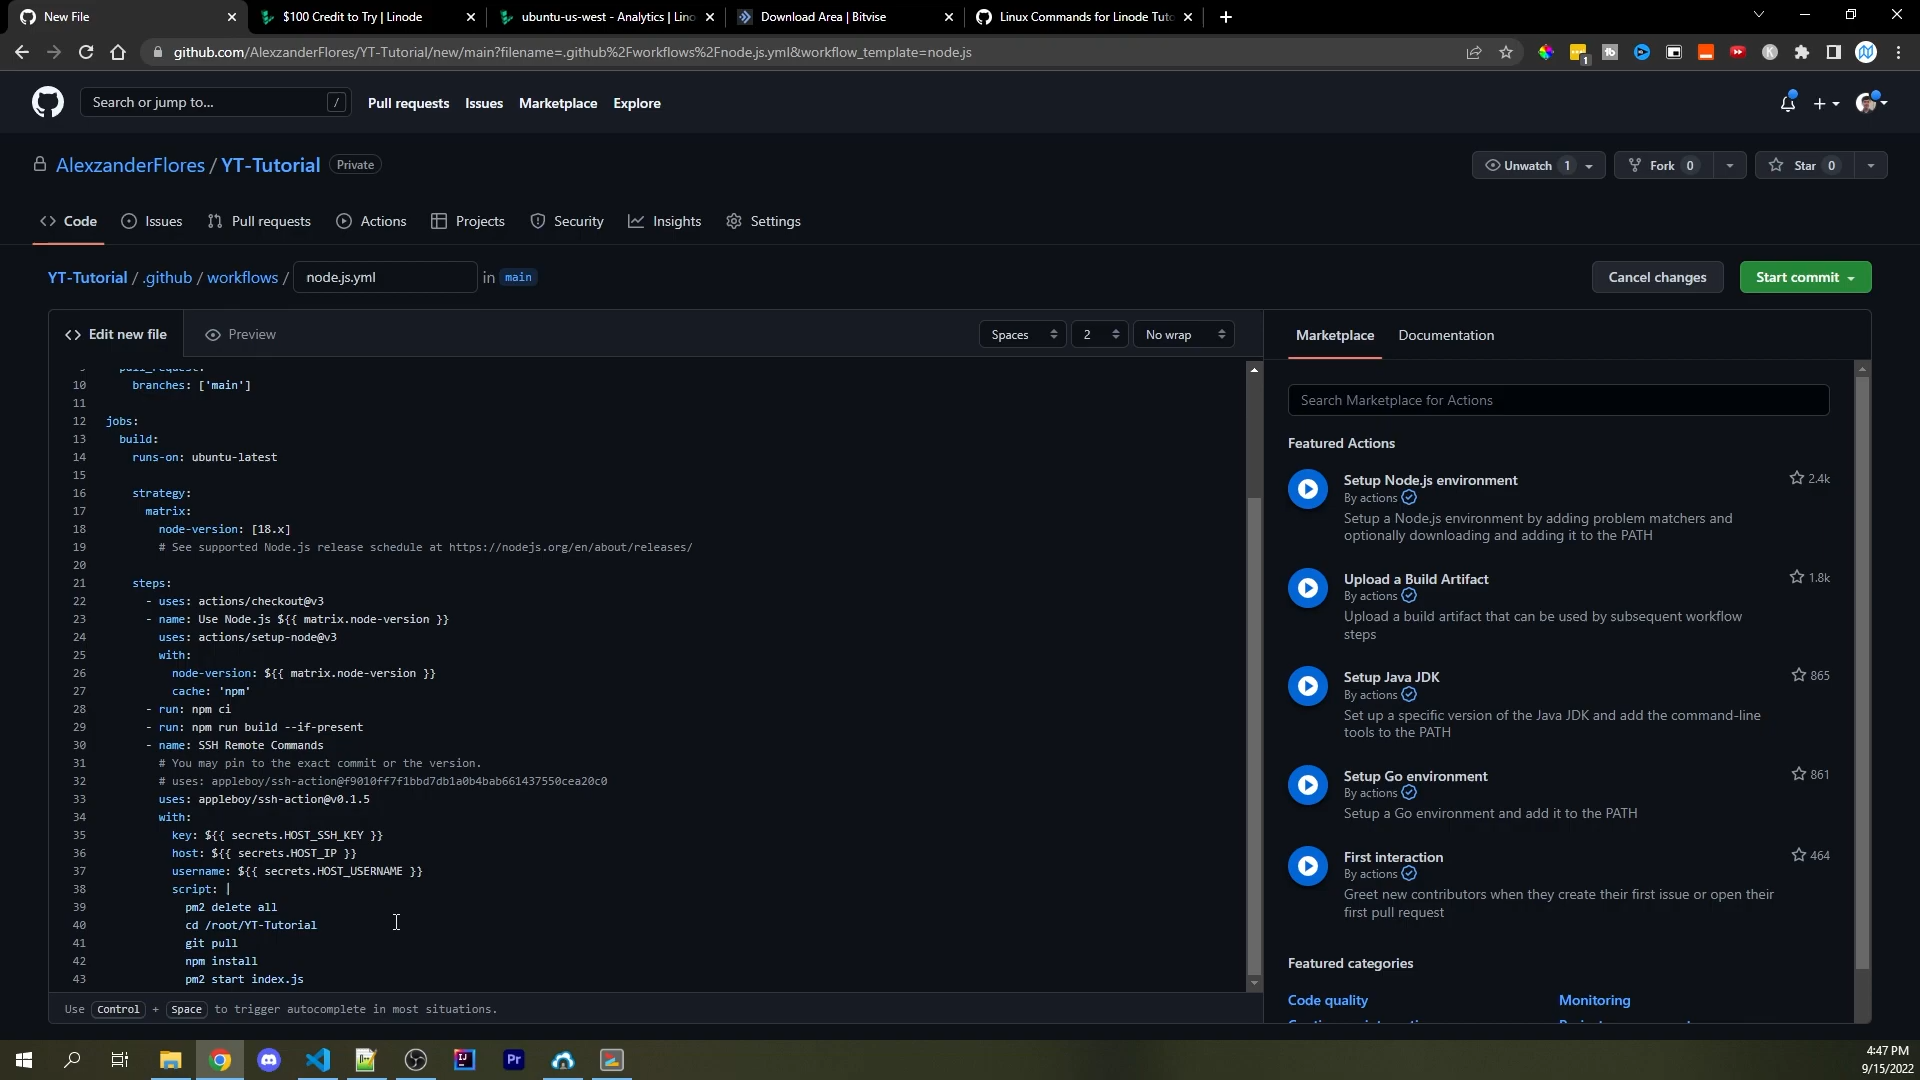 New File
$100 Credit to Try | Linode
ubuntu-us-west - Analytics | Lino
Download Area | Bitvise
Linux Commands for Linode Tuto
github.com/AlexzanderFlores/YT-Tutorial/new/main?filename=.github%2Fworkflows%2Fnode.js.yml&workflow_template=node.js
1
Search or jump to...
/
Pull requests
Issues
Marketplace
Explore
AlexzanderFlores / YT-Tutorial
Private
Unwatch 1
Fork 0
Star 0
Code
Issues
Pull requests
Actions
Projects
Security
Insights
Settings
YT-Tutorial / .github / workflows / node.js.yml in main
Cancel changes
Start commit
Edit new file
Preview
Spaces
2
No wrap
9 pull_request:
10 branches: ['main']
11
12 jobs:
13 build:
14 runs-on: ubuntu-latest
15
16 strategy:
17 matrix:
18 node-version: [18.x]
19 # See supported Node.js release schedule at https://nodejs.org/en/about/releases/
20
21 steps:
22 - uses: actions/checkout@v3
23 - name: Use Node.js ${{ matrix.node-version }}
24 uses: actions/setup-node@v3
25 with:
26 node-version: ${{ matrix.node-version }}
27 cache: 'npm'
28 - run: npm ci
29 - run: npm run build --if-present
30 - name: SSH Remote Commands
31 # You may pin to the exact commit or the version.
32 # uses: appleboy/ssh-action@f9010ff7f1bbd7db1a0b4bab661437550cea20c0
33 uses: appleboy/ssh-action@v0.1.5
34 with:
35 key: ${{ secrets.HOST_SSH_KEY }}
36 host: ${{ secrets.HOST_IP }}
37 username: ${{ secrets.HOST_USERNAME }}
38 script: |
39 pm2 delete all
40 cd /root/YT-Tutorial
41 git pull
42 npm install
43 pm2 start index.js
Use Control + Space to trigger autocomplete in most situations.
Marketplace
Documentation
Search Marketplace for Actions
Featured Actions
Setup Node.js environment
2.4k
By actions
Setup a Node.js environment by adding problem matchers and
optionally downloading and adding it to the PATH
Upload a Build Artifact
1.8k
By actions
Upload a build artifact that can be used by subsequent workflow
steps
Setup Java JDK
865
By actions
Set up a specific version of the Java JDK and add the command-line
tools to the PATH
Setup Go environment
861
By actions
Setup a Go environment and add it to the PATH
First interaction
464
By actions
Greet new contributors when they create their first issue or open their
first pull request
Featured categories
Code quality
Monitoring
4:47 PM
9/15/2022